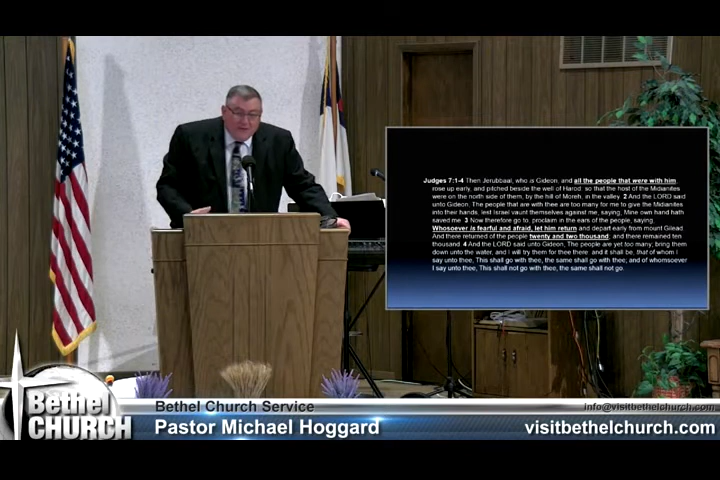 Judges 7:1-4 Then Jerubbaal, who is Gideon, and all the people that were with him
rose up early, and pitched beside the well of Harod: so that the host of the Midianites
were on the north side of them, by the hill of Moreh, in the valley. 2 And the LORD said
unto Gideon, The people that are with thee are too many for me to give the Midianites
into their hands, lest Israel vaunt themselves against me, saying, Mine own hand hath
saved me. 3 Now therefore go to, proclaim in the ears of the people, saying,
Whosoever is fearful and afraid, let him return and depart early from mount Gilead.
And there returned of the people twenty and two thousand; and there remained ten
thousand. 4 And the LORD said unto Gideon, The people are yet too many; bring them
down unto the water, and I will try them for thee there: and it shall be, that of whom I
say unto thee, This shall go with thee, the same shall go with thee; and of whomsoever
I say unto thee, This shall not go with thee, the same shall not go.
Bethel
CHURCH
Bethel Church Service
info@visitbethelchurch.com
Pastor Michael Hoggard
visitbethelchurch.com